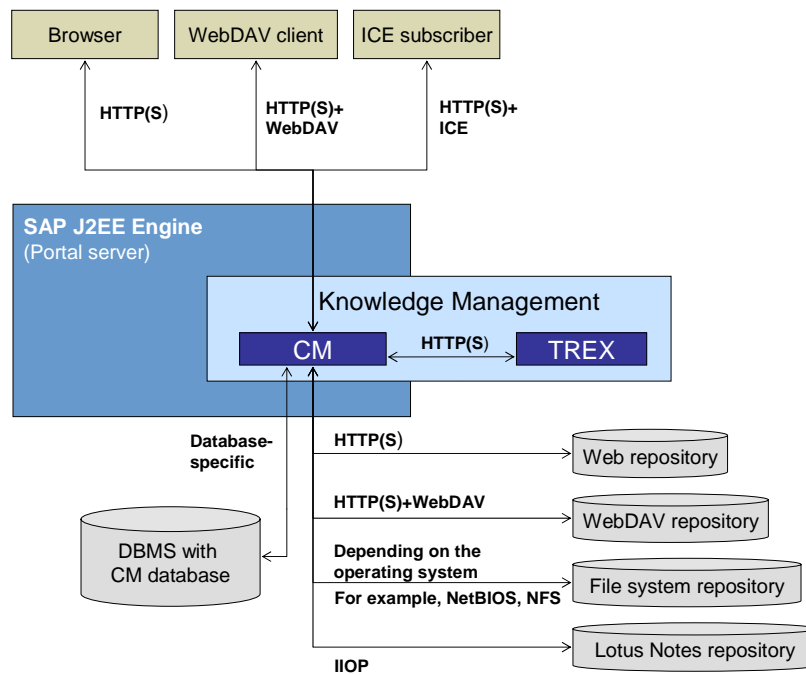 Browser
WebDAV client
ICE subscriber
HTTP(S)
HTTP(S)+
WebDAV
HTTP(S)+
ICE
SAP J2EE Engine
(Portal server)
Knowledge Management
CM
HTTP(S)
TREX
Database-
specific
HTTP(S)
Web repository
HTTP(S)+WebDAV
WebDAV repository
DBMS with
CM database
Depending on the
operating system
For example, NetBIOS, NFS
File system repository
IIOP
Lotus Notes repository